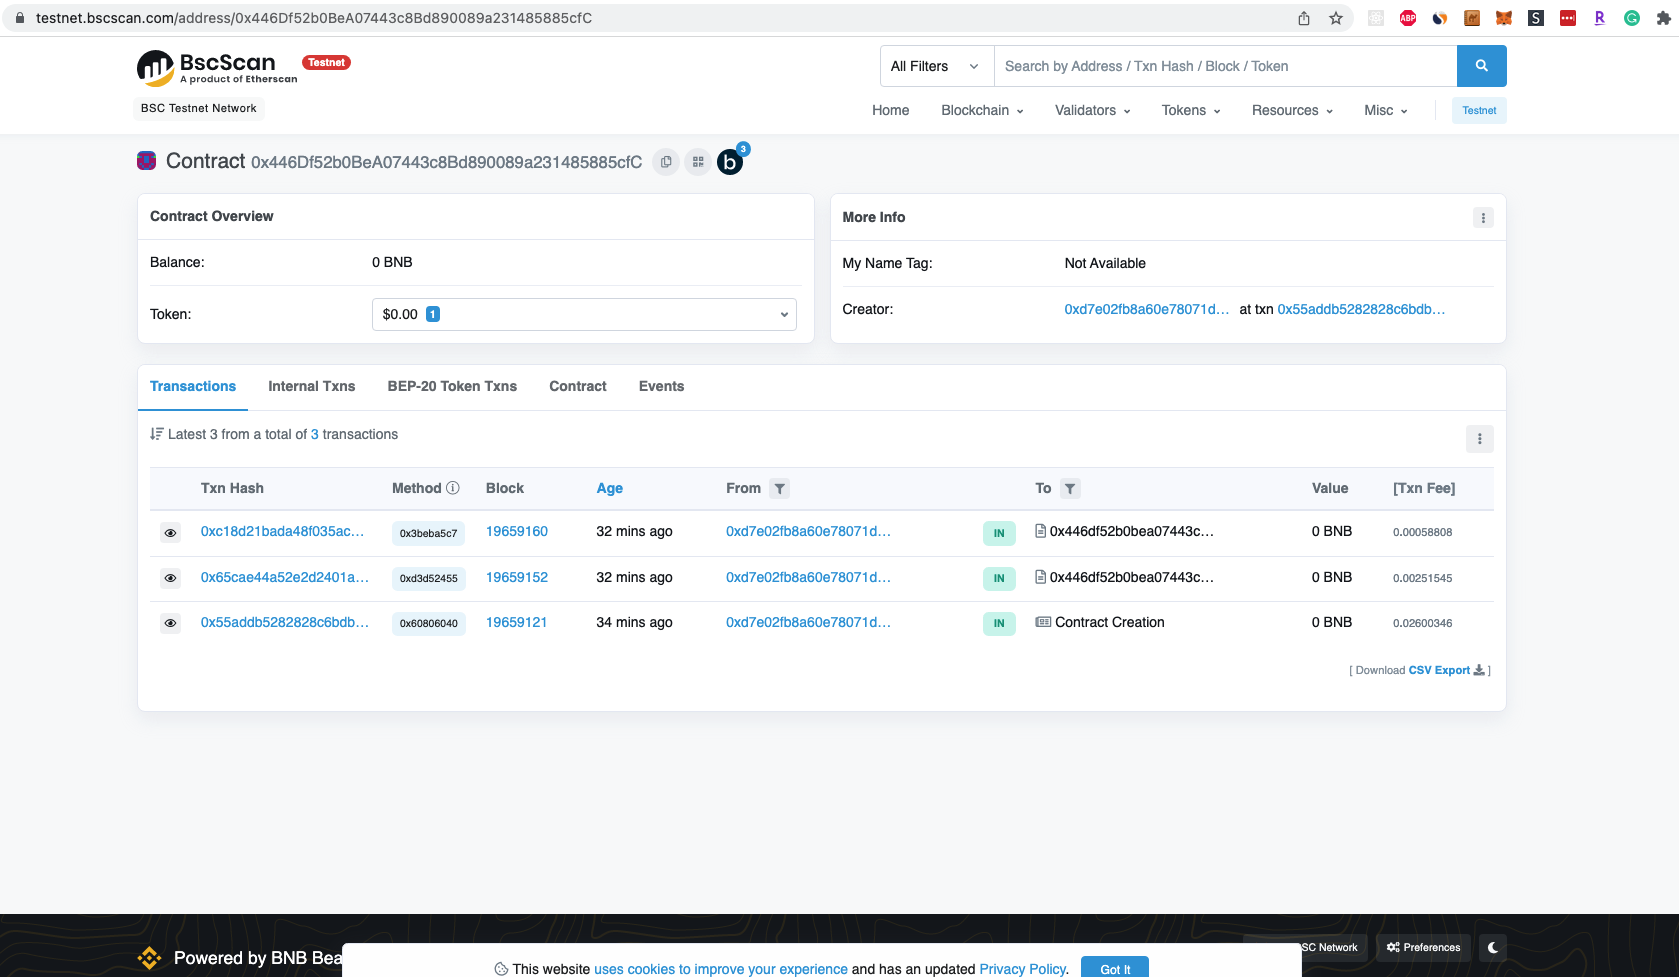 testnet.bscscan.com/address/0x446Df52b0BeA07443c8Bd890089a231485885cfC
ABP
S
R
G
BscScan
A product of Etherscan
Testnet
BSC Testnet Network
All Filters
Search by Address / Txn Hash / Block / Token
Home Blockchain Validators Tokens Resources Misc Testnet
Contract 0x446Df52b0BeA07443c8Bd890089a231485885cfC b 3
Contract Overview
Balance: 0 BNB
Token: $0.00 1
More Info
My Name Tag: Not Available
Creator: 0xd7e02fb8a60e78071d... at txn 0x55addb5282828c6bdb...
Transactions Internal Txns BEP-20 Token Txns Contract Events
Latest 3 from a total of 3 transactions
Txn Hash Method Block Age From To Value [Txn Fee]
0xc18d21bada48f035ac... 0x3beba5c7 19659160 32 mins ago 0xd7e02fb8a60e78071d... IN 0x446df52b0bea07443c... 0 BNB 0.00058808
0x65cae44a52e2d2401a... 0xd3d52455 19659152 32 mins ago 0xd7e02fb8a60e78071d... IN 0x446df52b0bea07443c... 0 BNB 0.00251545
0x55addb5282828c6bdb... 0x60806040 19659121 34 mins ago 0xd7e02fb8a60e78071d... IN Contract Creation 0 BNB 0.02600346
[ Download CSV Export ]
Powered by BNB Bea
SC Network
Preferences
This website uses cookies to improve your experience and has an updated Privacy Policy.
Got It